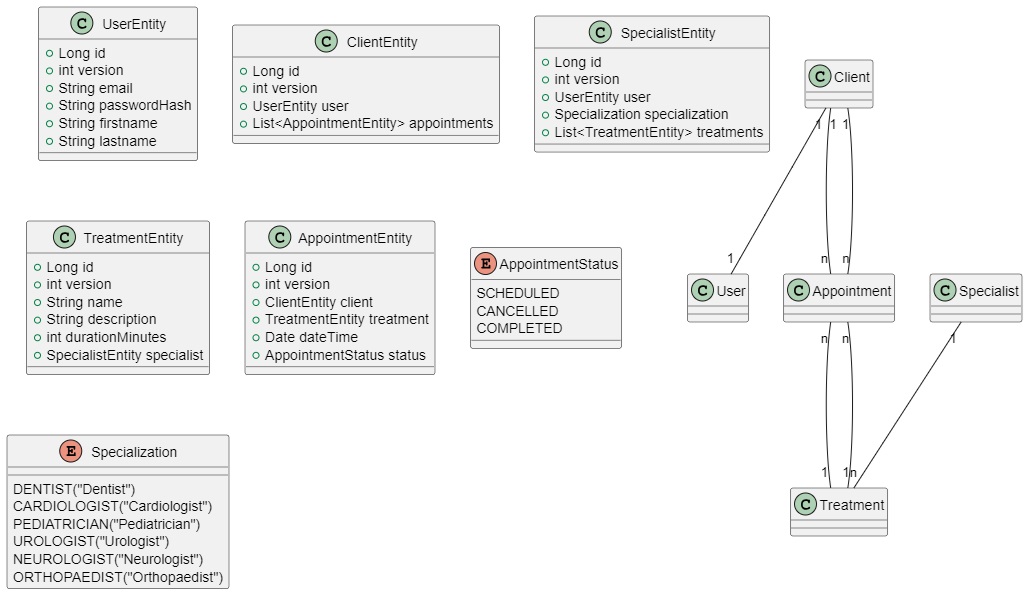 C UserEntity
Long id
int version
String email
String passwordHash
String firstname
String lastname
C ClientEntity
Long id
int version
UserEntity user
List<AppointmentEntity> appointments
C SpecialistEntity
Long id
int version
UserEntity user
Specialization specialization
List<TreatmentEntity> treatments
C Client
1 1 1
1 n n
C TreatmentEntity
Long id
int version
String name
String description
int durationMinutes
SpecialistEntity specialist
C AppointmentEntity
Long id
int version
ClientEntity client
TreatmentEntity treatment
Date dateTime
AppointmentStatus status
E AppointmentStatus
SCHEDULED
CANCELLED
COMPLETED
C User
C Appointment
C Specialist
n n 1
1 1 n
C Treatment
E Specialization
DENTIST("Dentist")
CARDIOLOGIST("Cardiologist")
PEDIATRICIAN("Pediatrician")
UROLOGIST("Urologist")
NEUROLOGIST("Neurologist")
ORTHOPAEDIST("Orthopaedist")